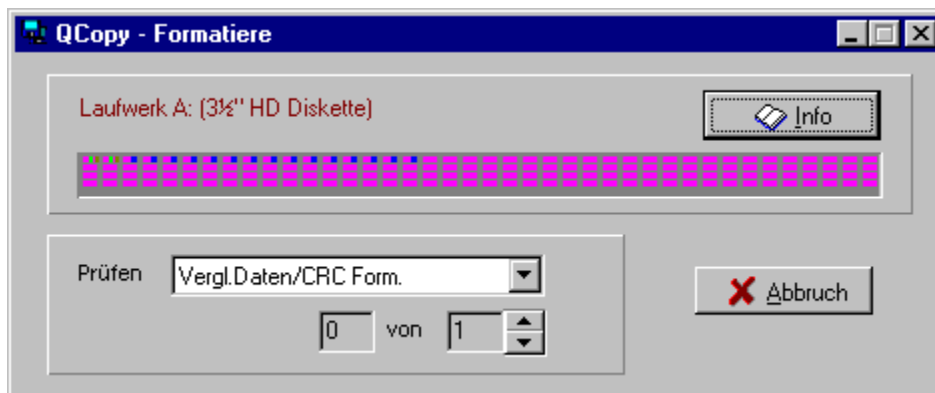 QCopy - Formatiere
Laufwerk A: (3½" HD Diskette)
Info
Prüfen
Vergl.Daten/CRC Form.
0 von 1
Abbruch